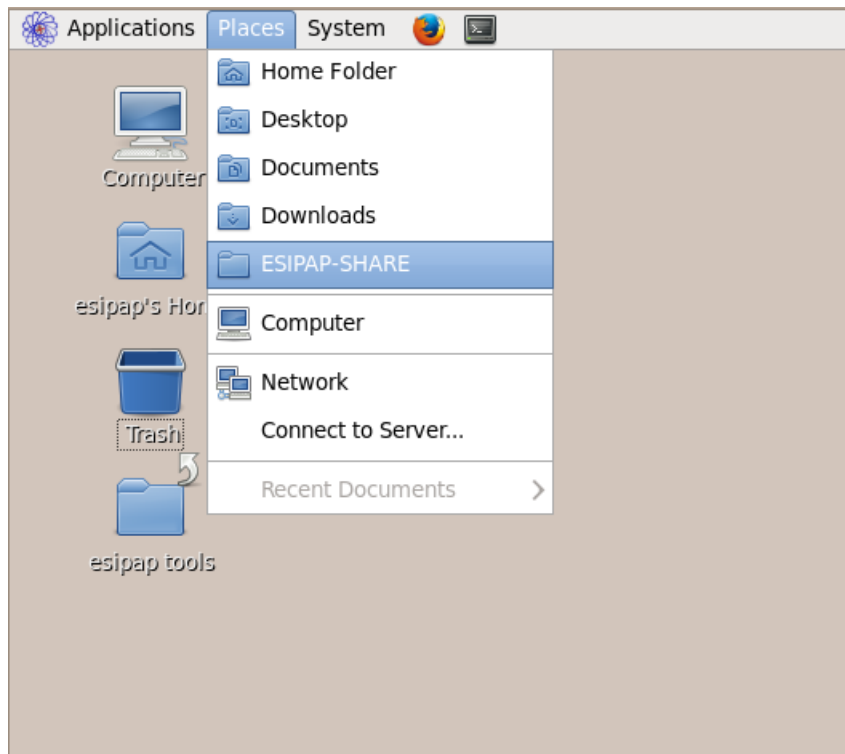 Applications Places System
Home Folder
Desktop
Documents
Downloads
ESIPAP-SHARE
Computer
Network
Connect to Server...
Recent Documents
Computer
esipap's Hor
Trash
esipap tools